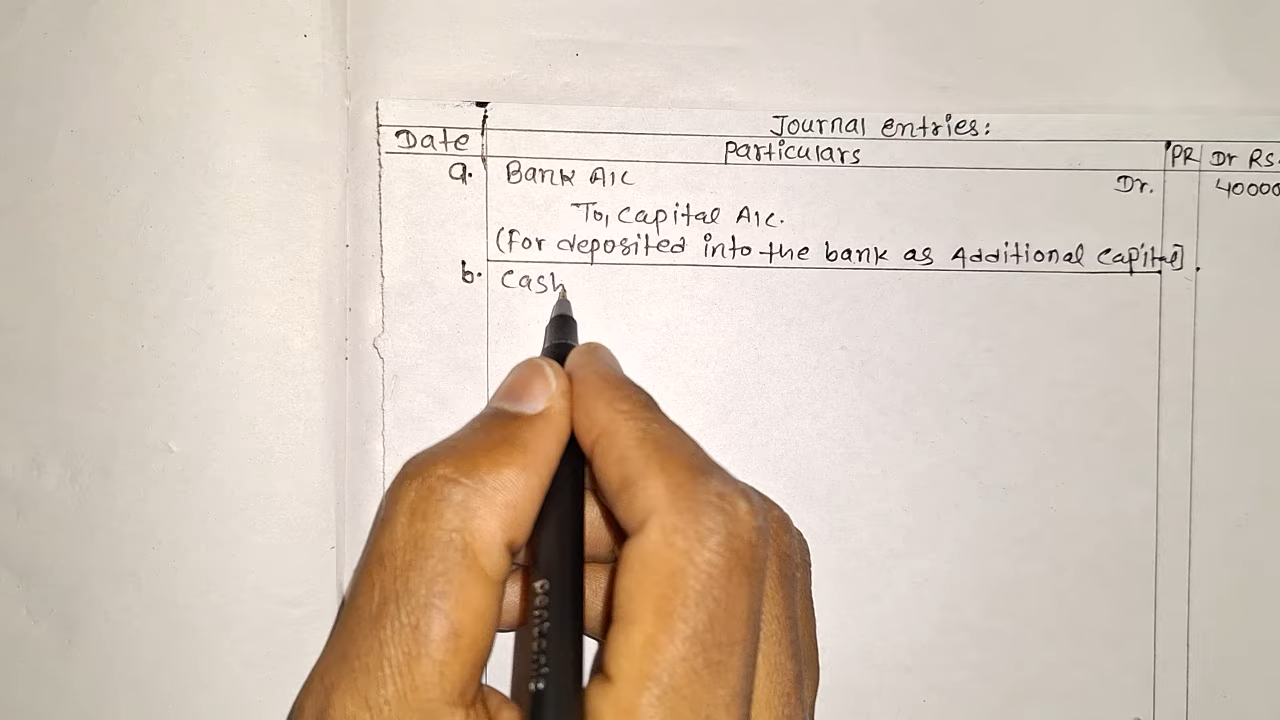 Journal entries:
Date Particulars PR Dr Rs.
a. Bank A/c Dr. 40000
To, Capital A/c.
(For deposited into the bank as Additional Capital).
b. Cash
Pentonic